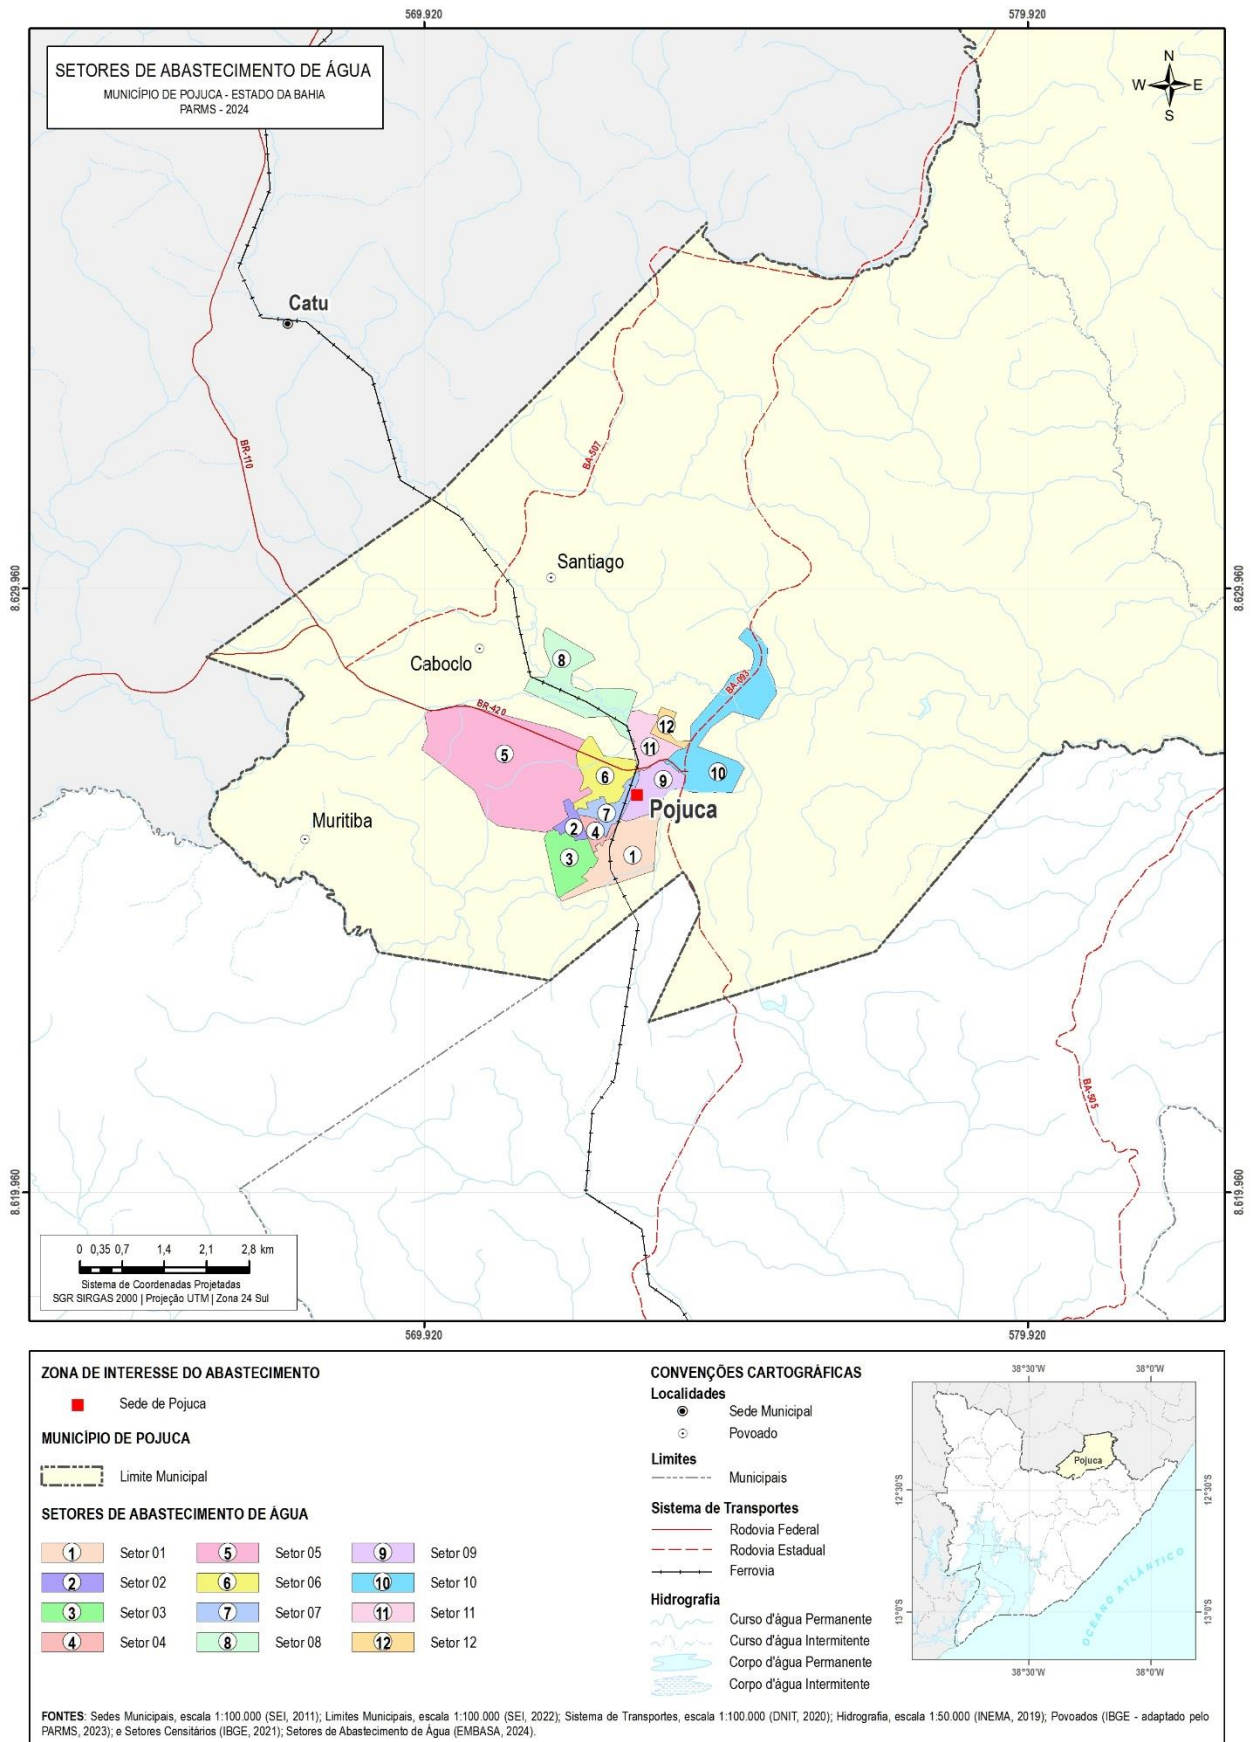 569.920
579.920
SETORES DE ABASTECIMENTO DE ÁGUA
MUNICÍPIO DE POJUCA - ESTADO DA BAHIA
PARMS - 2024
N
W
E
S
Catu
BR-110
BA-507
Santiago
8.629.960
8.629.960
Caboclo
8
BA-093
BR-420
12
11
5
6
9
10
Pojuca
7
Muritiba
2
4
3
1
BA-505
8.619.960
8.619.960
0 0,35 0,7 1,4 2,1 2,8 km
Sistema de Coordenadas Projetadas
SGR SIRGAS 2000 | Projeção UTM | Zona 24 Sul
569.920
579.920
ZONA DE INTERESSE DO ABASTECIMENTO
Sede de Pojuca
MUNICÍPIO DE POJUCA
Limite Municipal
SETORES DE ABASTECIMENTO DE ÁGUA
1 Setor 01
5 Setor 05
9 Setor 09
2 Setor 02
6 Setor 06
10 Setor 10
3 Setor 03
7 Setor 07
11 Setor 11
4 Setor 04
8 Setor 08
12 Setor 12
CONVENÇÕES CARTOGRÁFICAS
Localidades
Sede Municipal
Povoado
Limites
Municipais
Sistema de Transportes
Rodovia Federal
Rodovia Estadual
Ferrovia
Hidrografia
Curso d'água Permanente
Curso d'água Intermitente
Corpo d'água Permanente
Corpo d'água Intermitente
38°30'W
38°0'W
Pojuca
12°30'S
12°30'S
13°0'S
13°0'S
OCEANO ATLÂNTICO
38°30'W
38°0'W
FONTES: Sedes Municipais, escala 1:100.000 (SEI, 2011); Limites Municipais, escala 1:100.000 (SEI, 2022); Sistema de Transportes, escala 1:100.000 (DNIT, 2020); Hidrografia, escala 1:50.000 (INEMA, 2019); Povoados (IBGE - adaptado pelo
PARMS, 2023); e Setores Censitários (IBGE, 2021); Setores de Abastecimento de Água (EMBASA, 2024).